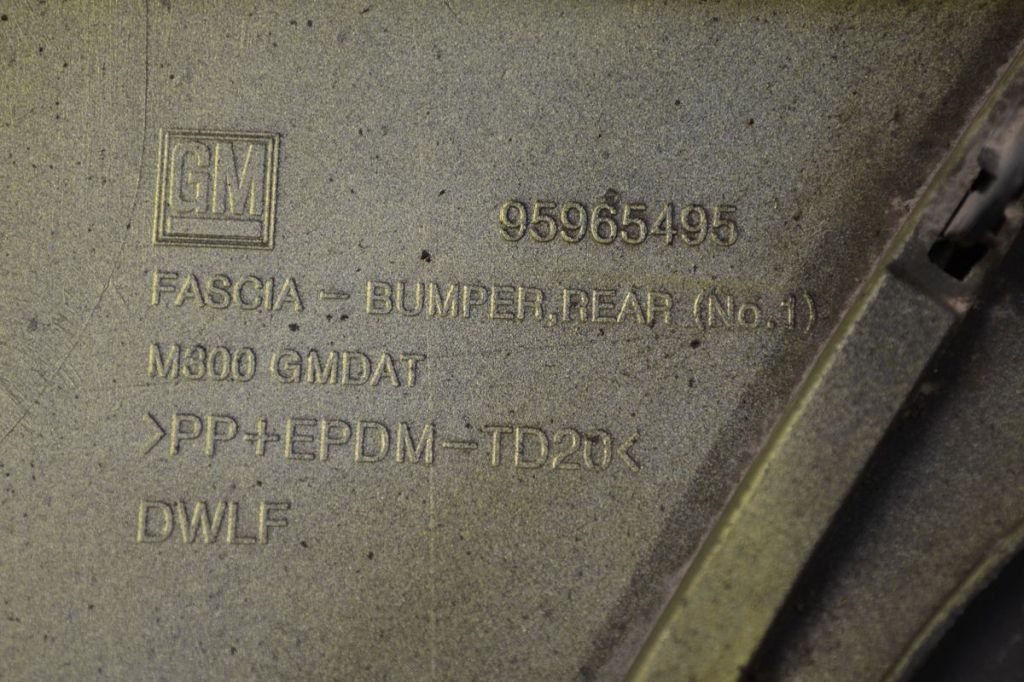 GM
95965495
FASCIA - BUMPER,REAR (No.1)
M300 GMDAT
>PP+EPDM-TD20<
DWLF